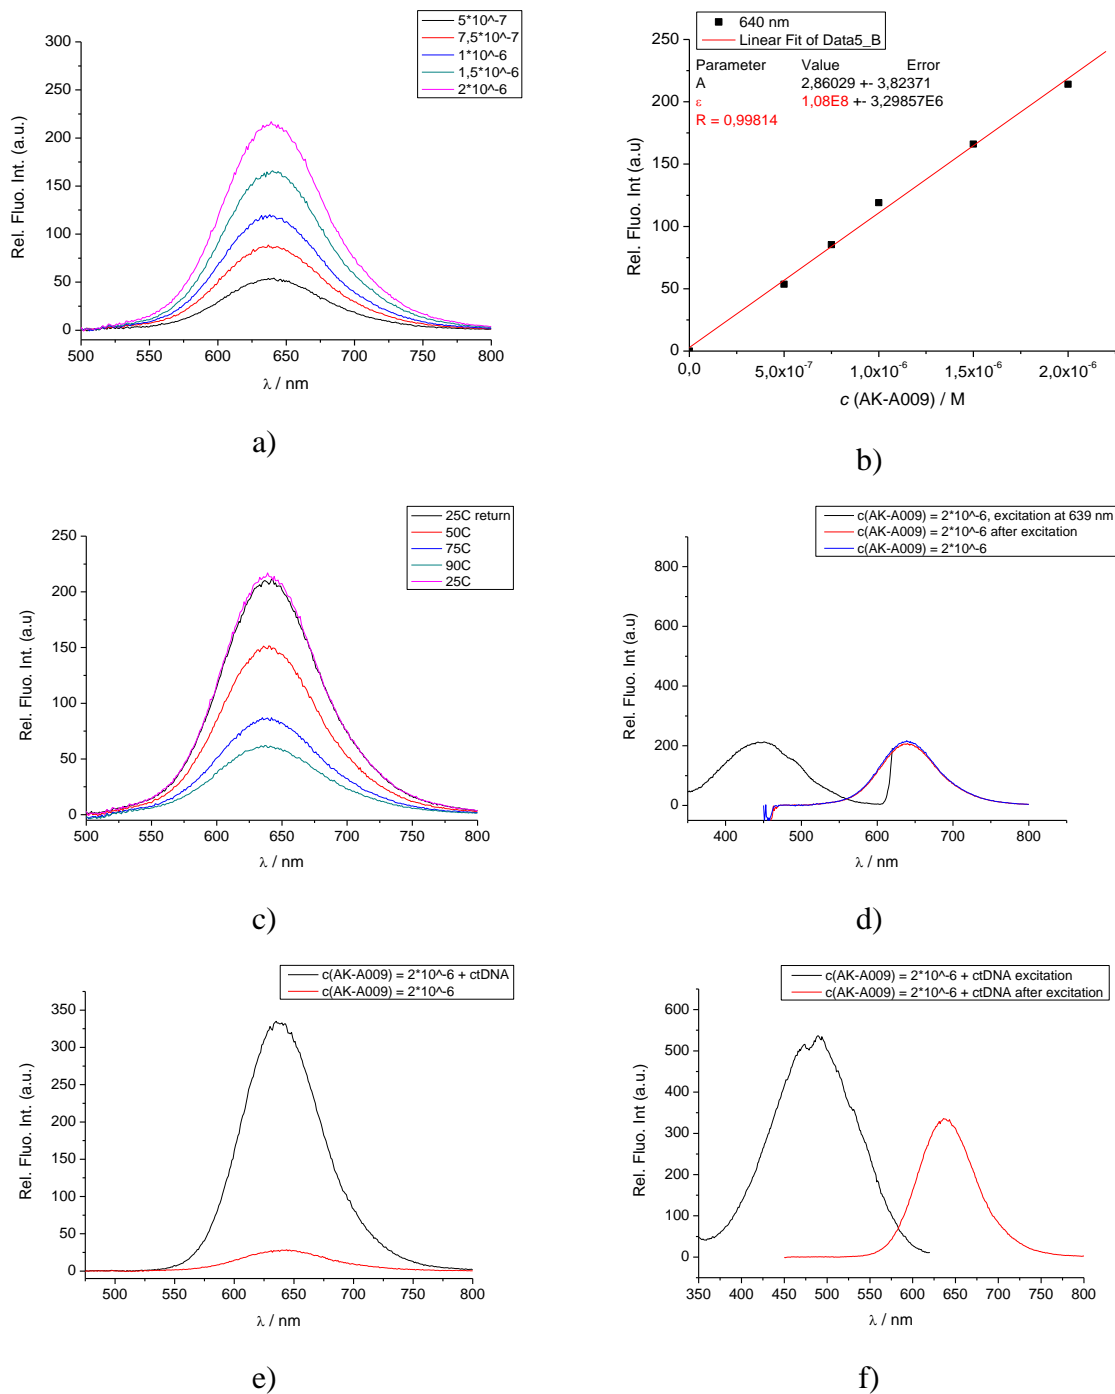 5*10^-7
7,5*10^-7
1*10^-6
1,5*10^-6
2*10^-6
300
250
200
150
100
50
0
500 550 600 650 700 750 800
Rel. Fluo. Int. (a.u.)
λ / nm
a)
640 nm
Linear Fit of Data5_B
Parameter Value Error
A 2,86029 +- 3,82371
ε 1,08E8 +- 3,29857E6
R = 0,99814
250
200
150
100
50
0
0,0 5,0x10^-7 1,0x10^-6 1,5x10^-6 2,0x10^-6
Rel. Fluo. Int (a.u)
c (AK-A009) / M
b)
25C return
50C
75C
90C
25C
250
200
150
100
50
0
500 550 600 650 700 750 800
Rel. Fluo. Int. (a.u)
λ / nm
c)
c(AK-A009) = 2*10^-6, excitation at 639 nm
c(AK-A009) = 2*10^-6 after excitation
c(AK-A009) = 2*10^-6
800
600
400
200
0
400 500 600 700 800
Rel. Fluo. Int (a.u)
λ / nm
d)
c(AK-A009) = 2*10^-6 + ctDNA
c(AK-A009) = 2*10^-6
350
300
250
200
150
100
50
0
500 550 600 650 700 750 800
Rel. Fluo. Int. (a.u.)
λ / nm
e)
c(AK-A009) = 2*10^-6 + ctDNA excitation
c(AK-A009) = 2*10^-6 + ctDNA after excitation
600
500
400
300
200
100
0
350 400 450 500 550 600 650 700 750 800
Rel. Fluo. Int (a.u.)
λ / nm
f)